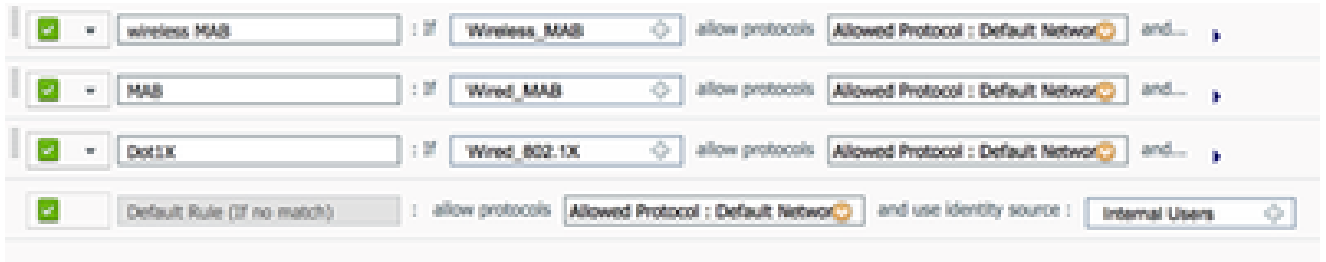 wireless MAB : If Wireless_MAB allow protocols Allowed Protocol : Default Networ and...
MAB : If Wired_MAB allow protocols Allowed Protocol : Default Networ and...
Dot1X : If Wired_802.1X allow protocols Allowed Protocol : Default Networ and...
Default Rule (If no match) : allow protocols Allowed Protocol : Default Networ and use identity source : Internal Users